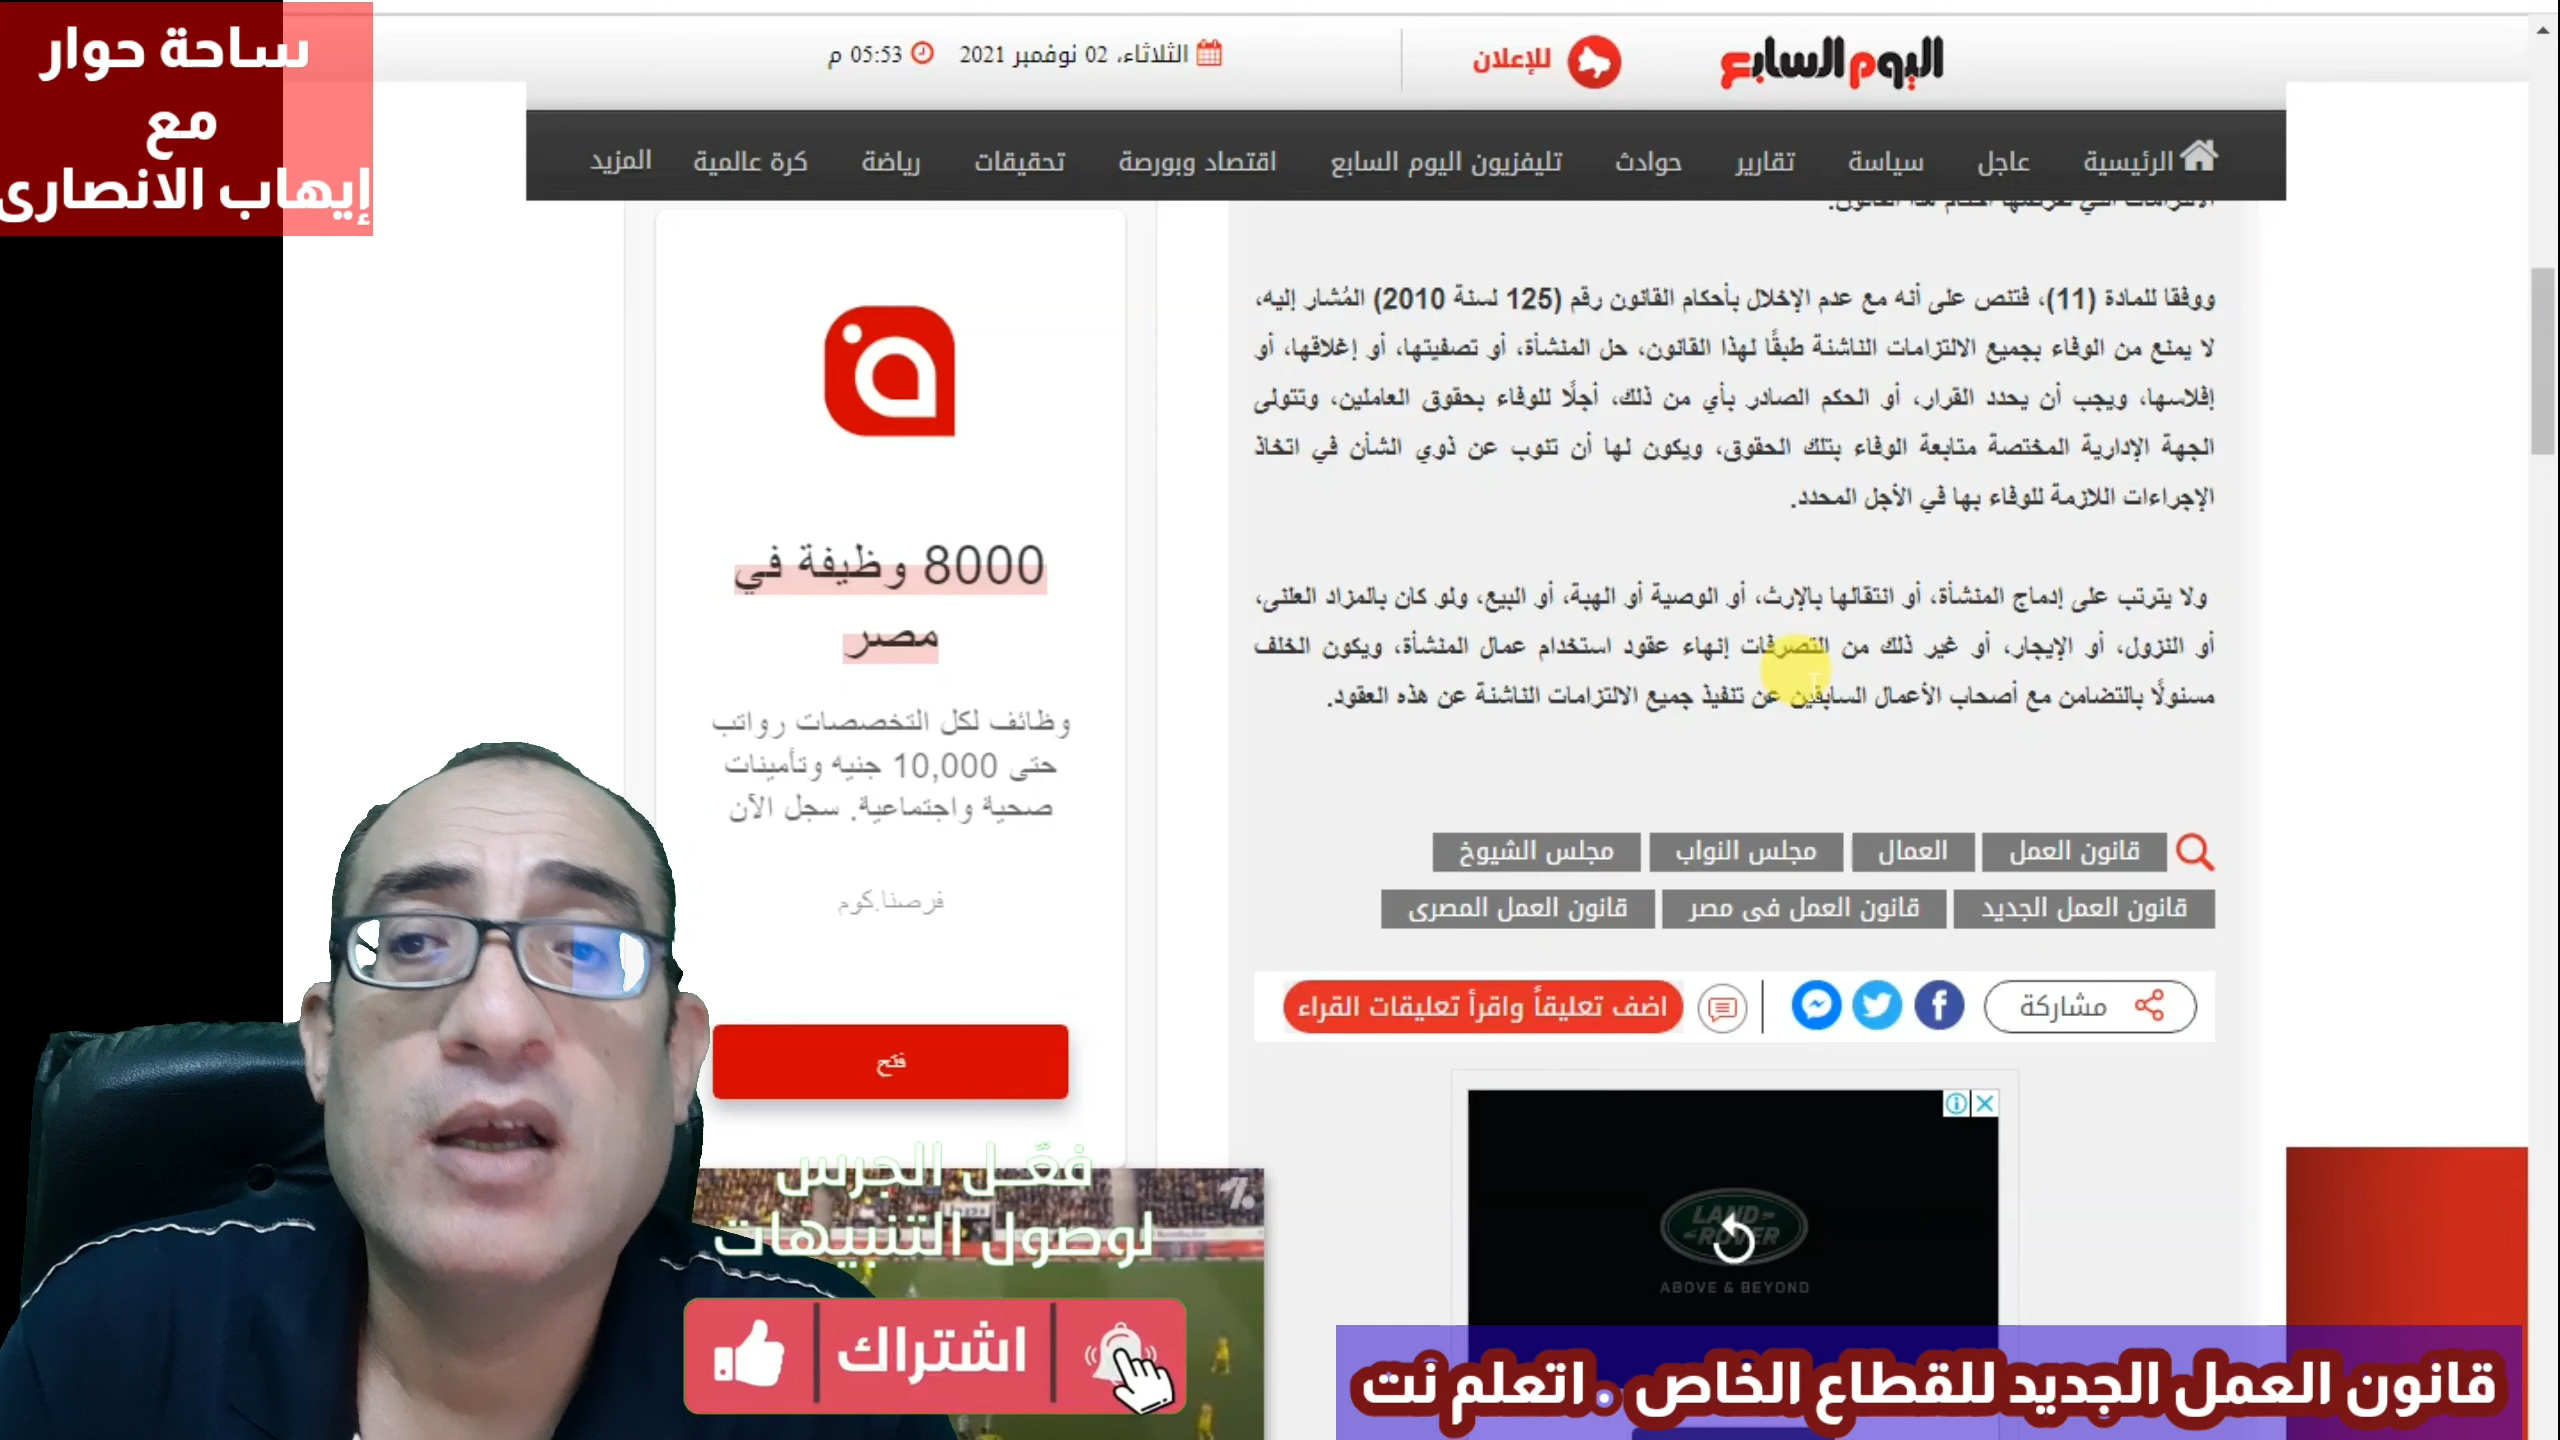 ساحة حوار
مع
إيهاب الانصارى
اليوم السابع
للإعلان
الثلاثاء، 02 نوفمبر 2021
05:53 م
الرئيسية
عاجل
سياسة
تقارير
حوادث
تليفزيون اليوم السابع
اقتصاد وبورصة
تحقيقات
رياضة
كرة عالمية
المزيد
ووفقا للمادة (11)، فتنص على أنه مع عدم الإخلال بأحكام القانون رقم (125 لسنة 2010) المُشار إليه،
لا يمنع من الوفاء بجميع الالتزامات الناشئة طبقًا لهذا القانون، حل المنشأة، أو تصفيتها، أو إغلاقها، أو
إفلاسها، ويجب أن يحدد القرار، أو الحكم الصادر بأي من ذلك، أجلًا للوفاء بحقوق العاملين، وتتولى
الجهة الإدارية المختصة متابعة الوفاء بتلك الحقوق، ويكون لها أن تنوب عن ذوي الشأن في اتخاذ
الإجراءات اللازمة للوفاء بها في الأجل المحدد.
ولا يترتب على إدماج المنشأة، أو انتقالها بالإرث، أو الوصية أو الهبة، أو البيع، ولو كان بالمزاد العلنى،
أو النزول، أو الإيجار، أو غير ذلك من التصرفات إنهاء عقود استخدام عمال المنشأة، ويكون الخلف
مسئولًا بالتضامن مع أصحاب الأعمال السابقين عن تنفيذ جميع الالتزامات الناشئة عن هذه العقود.
قانون العمل
العمال
مجلس النواب
مجلس الشيوخ
قانون العمل الجديد
قانون العمل فى مصر
قانون العمل المصرى
مشاركة
اضف تعليقاً واقرأ تعليقات القراء
8000 وظيفة في
مصر
وظائف لكل التخصصات رواتب
حتى 10,000 جنيه وتأمينات
صحية واجتماعية. سجل الآن
فرصنا.كوم
فتح
LAND-
-ROVER
ABOVE & BEYOND
فعّل الجرس
لوصول التنبيهات
اشتراك
قانون العمل الجديد للقطاع الخاص . اتعلم نت